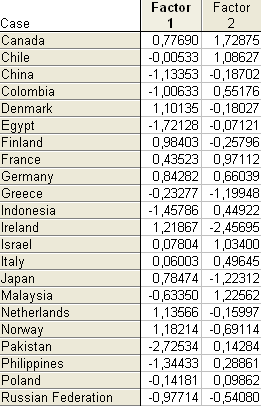 Case Factor 1 Factor 2
Canada 0,77690 1,72875
Chile -0,00533 1,08627
China -1,13353 -0,18702
Colombia -1,00633 0,55176
Denmark 1,10135 -0,18027
Egypt -1,72128 -0,07121
Finland 0,98403 -0,25796
France 0,43523 0,97112
Germany 0,84282 0,66039
Greece -0,23277 -1,19948
Indonesia -1,45786 0,44922
Ireland 1,21867 -2,45695
Israel 0,07804 1,03400
Italy 0,06003 0,49645
Japan 0,78474 -1,22312
Malaysia -0,63350 1,22562
Netherlands 1,13566 -0,15997
Norway 1,18214 -0,69114
Pakistan -2,72534 0,14284
Philippines -1,34433 0,28861
Poland -0,14181 0,09862
Russian Federation -0,97714 -0,54080